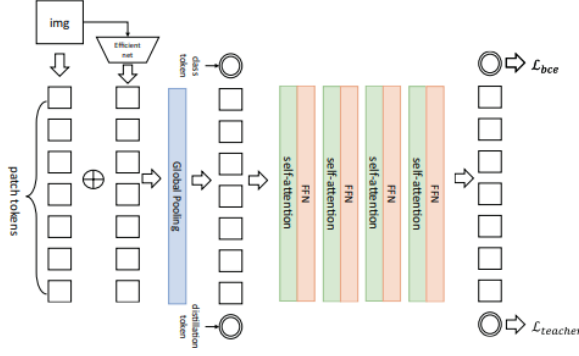 img
Efficient
net
patch tokens
Global Pooling
class
token
distillation
token
self-attention
FFN
self-attention
FFN
self-attention
FFN
self-attention
FFN
ℒbce
ℒteacher